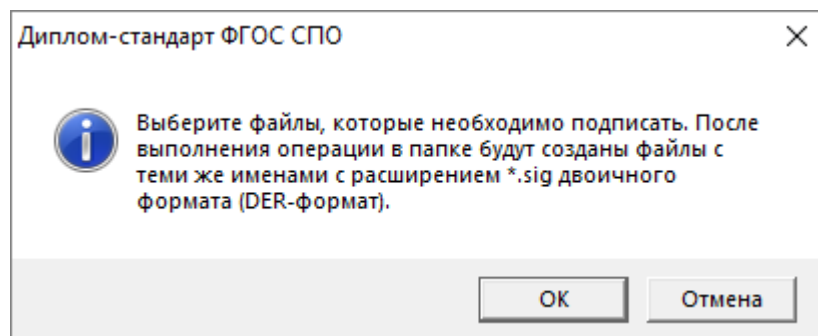 Диплом-стандарт ФГОС СПО
Выберите файлы, которые необходимо подписать. После
выполнения операции в папке будут созданы файлы с
теми же именами с расширением *.sig двоичного
формата (DER-формат).
ОК
Отмена